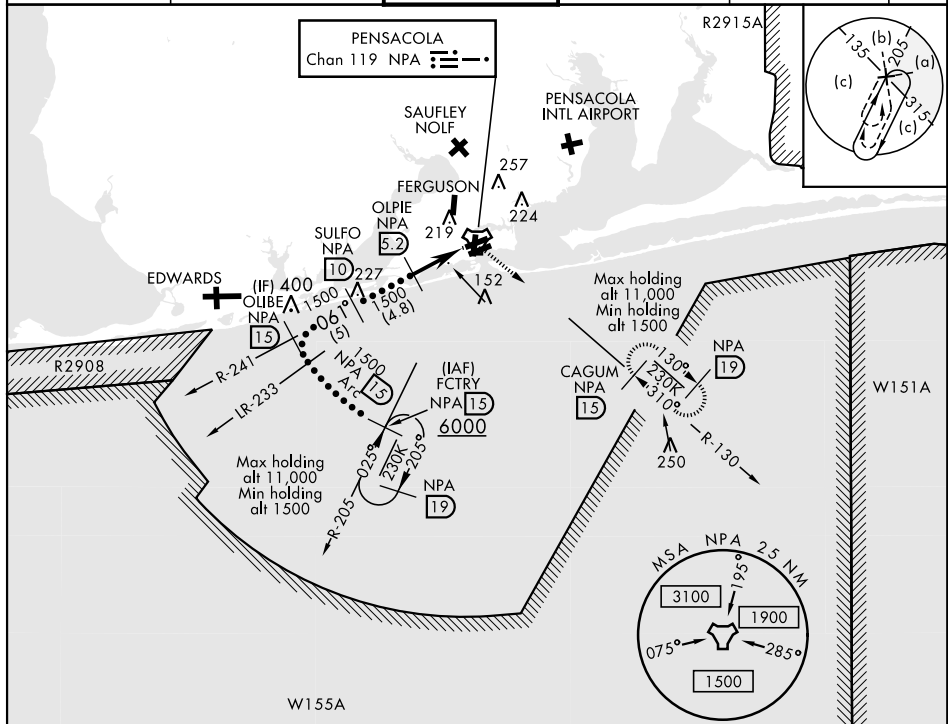 R2915A
PENSACOLA
Chan 119 NPA
135
(b)
205
(a)
(c)
315
(c)
SAUFLEY
NOLF
PENSACOLA
INTL AIRPORT
257
224
FERGUSON
219
OLPIE
NPA
5.2
SULFO
NPA
10
227
152
EDWARDS
(IF)
400
OLIBE
NPA
15
1500
061°
(5)
1500
(4.8)
R-241
LR-233
1500
NPA 15
Arc
R2908
(IAF)
FCTRY
NPA 15
6000
025°
230K
205°
NPA
19
R-205
Max holding
alt 11,000
Min holding
alt 1500
Max holding
alt 11,000
Min holding
alt 1500
CAGUM
NPA
15
130°
230K
310°
NPA
19
R-130
250
W151A
MSA NPA 25 NM
195°
3100
1900
075°
285°
1500
W155A